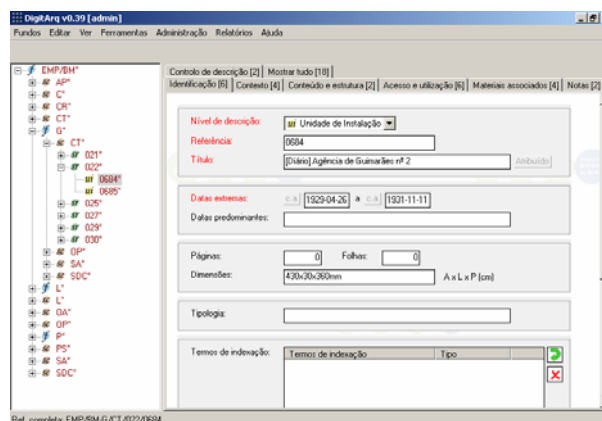 DigitArq v0.39 [admin]
Fundos Editar Ver Ferramentas Administração Relatórios Ajuda
EMP/BM*
AP*
C*
CR*
CT*
G*
CT*
021*
022*
0684*
0685*
025*
027*
029*
030*
OP*
SA*
SDC*
L*
L*
OA*
OP*
P*
PS*
SA*
SDC*
Controlo de descrição [2] Mostrar tudo [18]
Identificação [6] Contexto [4] Conteúdo e estrutura [2] Acesso e utilização [6] Materiais associados [4] Notas [2]
Nível de descrição: UI Unidade de Instalação
Referência: 0684
Título: [Diário] Agência de Guimarães nº 2 Atribuído
Datas extremas: c.a 1929-04-26 a c.a 1931-11-11
Datas predominantes:
Páginas: 0 Folhas: 0
Dimensões: 430x30x360mm A x L x P (cm)
Tipologia:
Termos de indexação: Termos de indexação Tipo
Ref. completa: EMP/BM/G/CT/022/0684